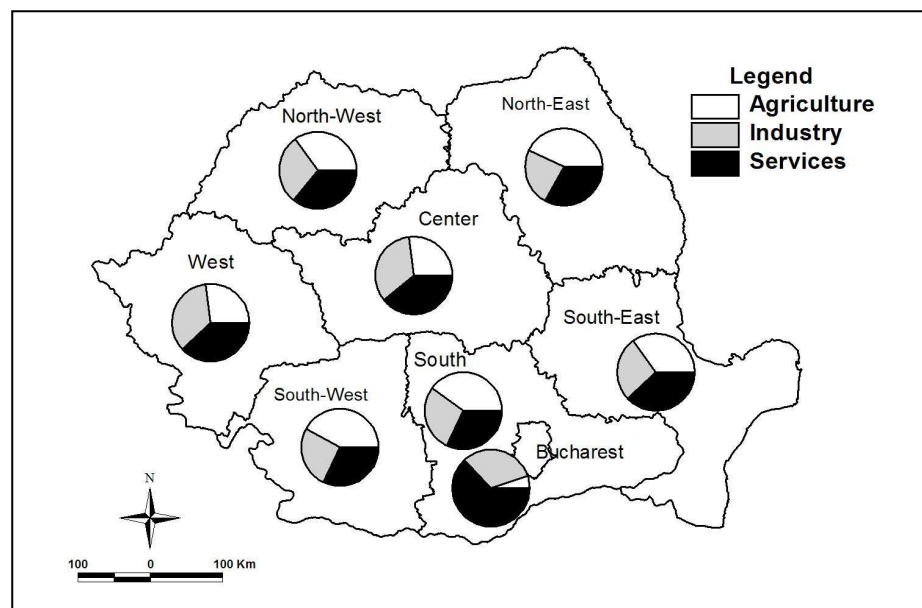 Legend
Agriculture
Industry
Services
North-West
North-East
Center
West
South-East
South
South-West
Bucharest
N
100 0 100 Km